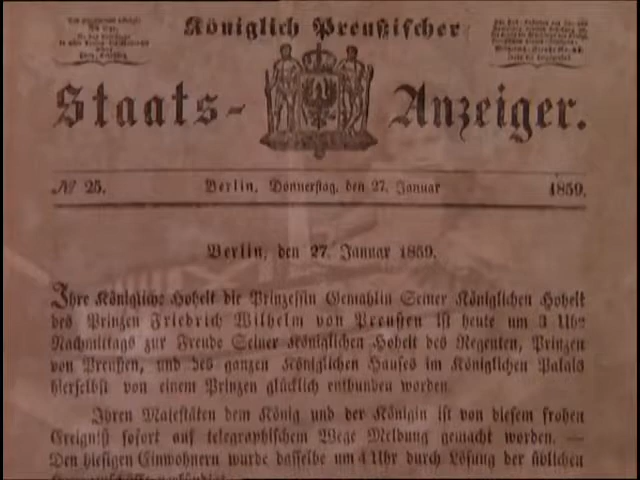 Königlich Preußischer
Staats-Anzeiger.
№ 25. Berlin, Donnerstag, den 27. Januar 1859.
Berlin, den 27. Januar 1859.
Ihre Königliche Hoheit die Prinzessin Gemahlin Seiner Königlichen Hoheit
des Prinzen Friedrich Wilhelm von Preußen ist heute um 3 Uhr
Nachmittags zur Freude Seiner Königlichen Hoheit des Regenten, Prinzen
von Preußen, und des ganzen Königlichen Hauses im Königlichen Palais
hierselbst von einem Prinzen glücklich entbunden worden.
Ihren Majestäten dem König und der Königin ist von diesem frohen
Ereigniß sofort auf telegraphischem Wege Meldung gemacht worden. —
Den hiesigen Einwohnern wurde dasselbe um 4 Uhr durch Lösung der üblichen